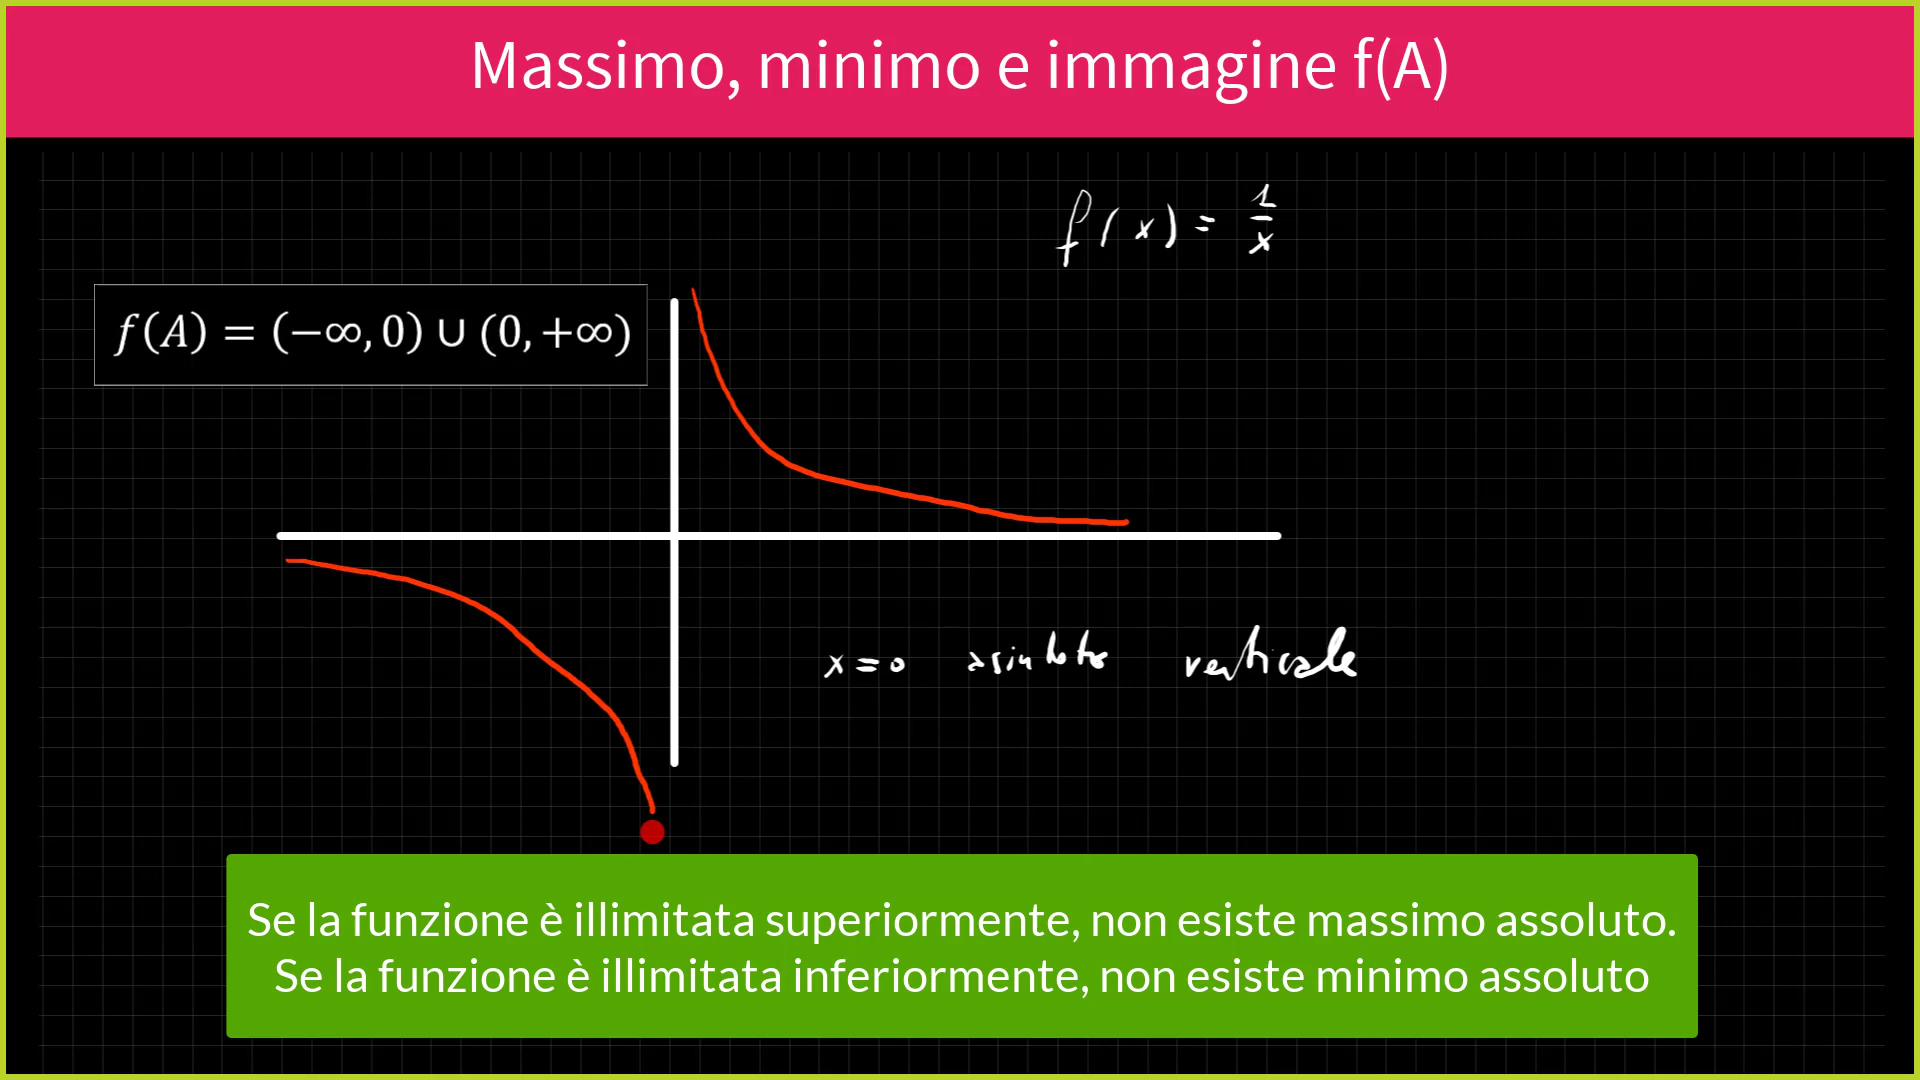 Massimo, minimo e immagine f(A)
f(x) = 1/x
f(A) = (−∞, 0) ∪ (0, +∞)
x = 0 asintoto verticale
Se la funzione è illimitata superiormente, non esiste massimo assoluto.
Se la funzione è illimitata inferiormente, non esiste minimo assoluto